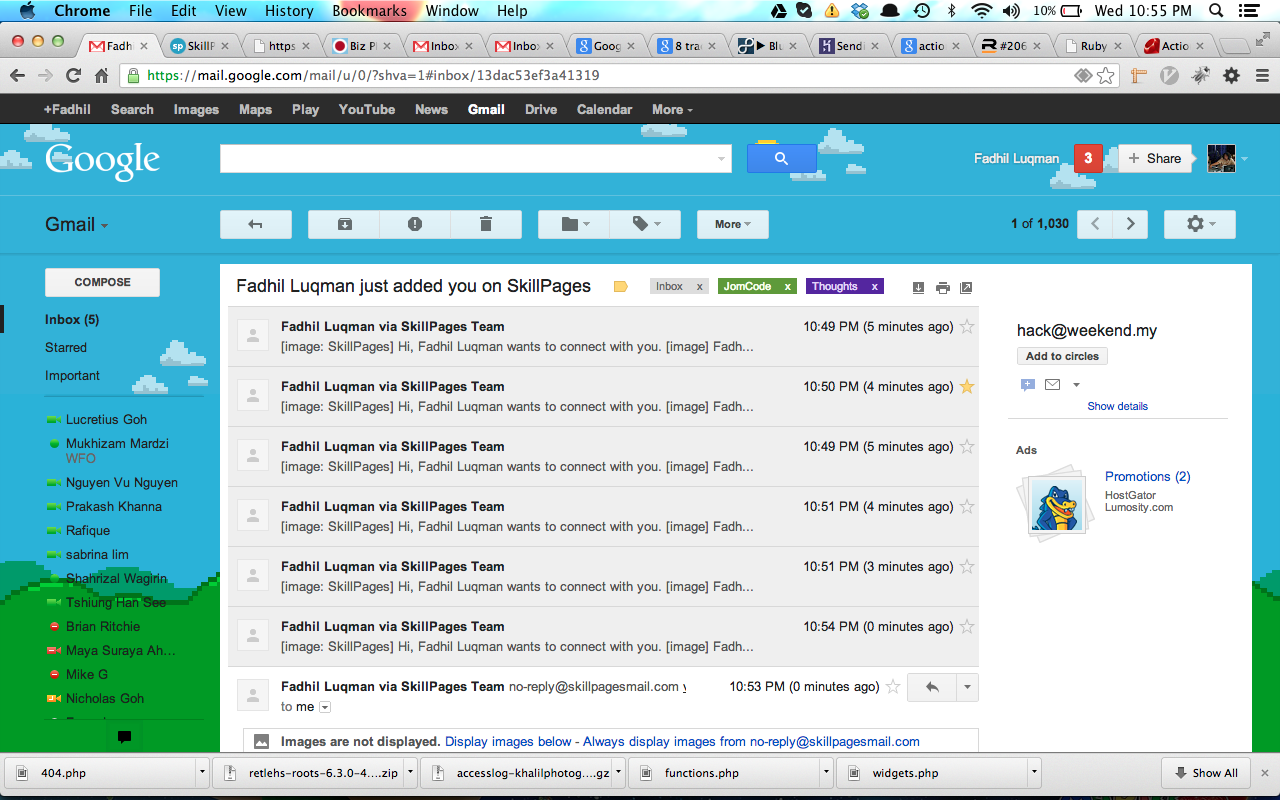 Chrome File Edit View History Bookmarks Window Help 10% Wed 10:55 PM
Fadh SkillP https Biz Pl Inbo Inbo Goog 8 tra Blu Sendi actio #206 Ruby Actio
https://mail.google.com/mail/u/0/?shva=1#inbox/13dac53ef3a41319
+Fadhil Search Images Maps Play YouTube News Gmail Drive Calendar More
Google
Fadhil Luqman 3 + Share
Gmail More 1 of 1,030
COMPOSE
Inbox (5)
Starred
Important
Lucretius Goh
Mukhizam Mardzi
WFO
Nguyen Vu Nguyen
Prakash Khanna
Rafique
sabrina lim
Shahrizal Wagirin
Tshiung Han See
Brian Ritchie
Maya Suraya Ah...
Mike G
Nicholas Goh
Fadhil Luqman just added you on SkillPages Inbox x JomCode x Thoughts x
Fadhil Luqman via SkillPages Team 10:49 PM (5 minutes ago)
[image: SkillPages] Hi, Fadhil Luqman wants to connect with you. [image] Fadh...
Fadhil Luqman via SkillPages Team 10:50 PM (4 minutes ago)
[image: SkillPages] Hi, Fadhil Luqman wants to connect with you. [image] Fadh...
Fadhil Luqman via SkillPages Team 10:49 PM (5 minutes ago)
[image: SkillPages] Hi, Fadhil Luqman wants to connect with you. [image] Fadh...
Fadhil Luqman via SkillPages Team 10:51 PM (4 minutes ago)
[image: SkillPages] Hi, Fadhil Luqman wants to connect with you. [image] Fadh...
Fadhil Luqman via SkillPages Team 10:51 PM (3 minutes ago)
[image: SkillPages] Hi, Fadhil Luqman wants to connect with you. [image] Fadh...
Fadhil Luqman via SkillPages Team 10:54 PM (0 minutes ago)
[image: SkillPages] Hi, Fadhil Luqman wants to connect with you. [image] Fadh...
Fadhil Luqman via SkillPages Team no-reply@skillpagesmail.com 10:53 PM (0 minutes ago)
to me
Images are not displayed. Display images below - Always display images from no-reply@skillpagesmail.com
hack@weekend.my
Add to circles
Show details
Ads
Promotions (2)
HostGator
Lumosity.com
404.php retlehs-roots-6.3.0-4....zip accesslog-khalilphotog....gz functions.php widgets.php Show All